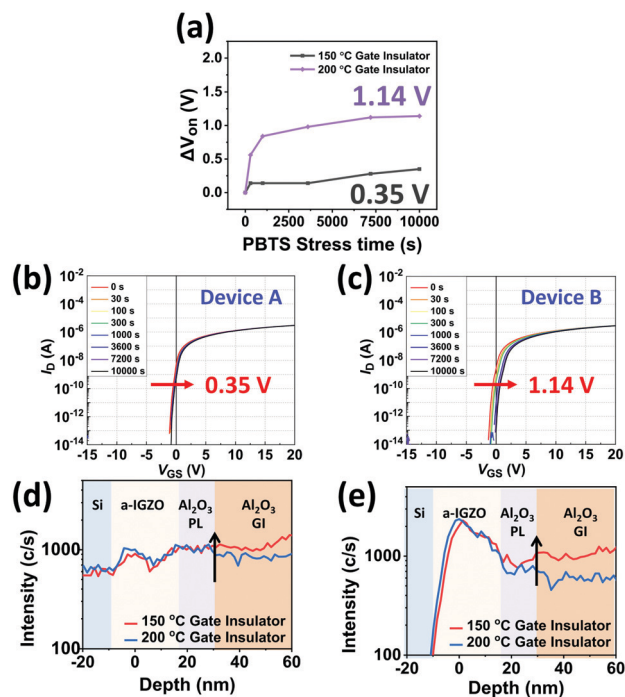 (a)
ΔVon (V)
2.0
1.5
1.0
0.5
0.0
150 °C Gate Insulator
200 °C Gate Insulator
1.14 V
0.35 V
0 2500 5000 7500 10000
PBTS Stress time (s)
(b)
ID (A)
10-2
10-4
10-6
10-8
10-10
10-12
10-14
0 s
30 s
100 s
300 s
1000 s
3600 s
7200 s
10000 s
Device A
0.35 V
-15 -10 -5 0 5 10 15 20
VGS (V)
(c)
ID (A)
10-2
10-4
10-6
10-8
10-10
10-12
10-14
0 s
30 s
100 s
300 s
1000 s
3600 s
7200 s
10000 s
Device B
1.14 V
-15 -10 -5 0 5 10 15 20
VGS (V)
(d)
Intensity (c/s)
1000
100
Si
a-IGZO
Al2O3
PL
Al2O3
GI
150 °C Gate Insulator
200 °C Gate Insulator
-20 0 20 40 60
Depth (nm)
(e)
Intensity (c/s)
1000
100
Si
a-IGZO
Al2O3
PL
Al2O3
GI
150 °C Gate Insulator
200 °C Gate Insulator
-20 0 20 40 60
Depth (nm)